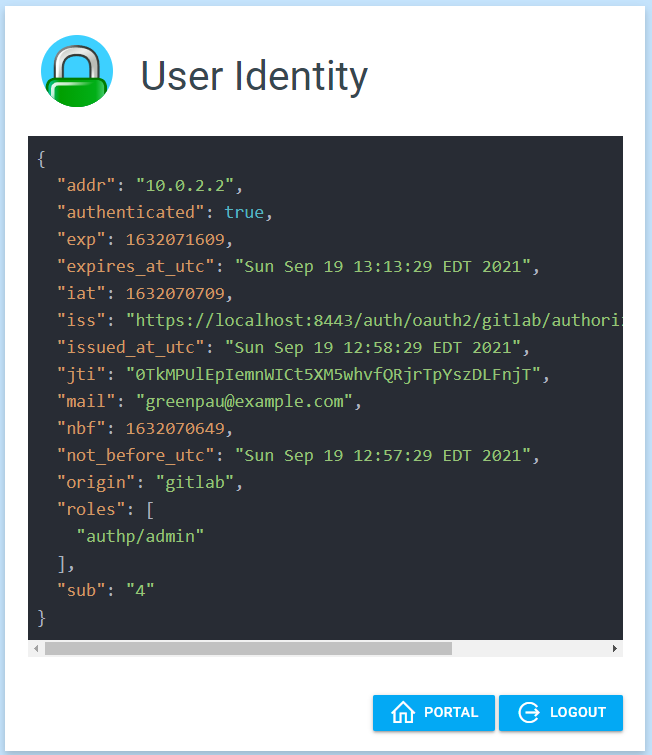 User Identity
{
"addr": "10.0.2.2",
"authenticated": true,
"exp": 1632071609,
"expires_at_utc": "Sun Sep 19 13:13:29 EDT 2021",
"iat": 1632070709,
"iss": "https://localhost:8443/auth/oauth2/gitlab/authori
"issued_at_utc": "Sun Sep 19 12:58:29 EDT 2021",
"jti": "0TkMPUlEpIemnWICt5XM5whvfQRjrTpYszDLFnjT",
"mail": "greenpau@example.com",
"nbf": 1632070649,
"not_before_utc": "Sun Sep 19 12:57:29 EDT 2021",
"origin": "gitlab",
"roles": [
"authp/admin"
],
"sub": "4"
}
PORTAL
LOGOUT